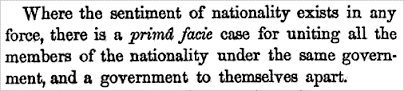 Where the sentiment of nationality exists in any
force, there is a primâ facie case for uniting all the
members of the nationality under the same govern-
ment, and a government to themselves apart.